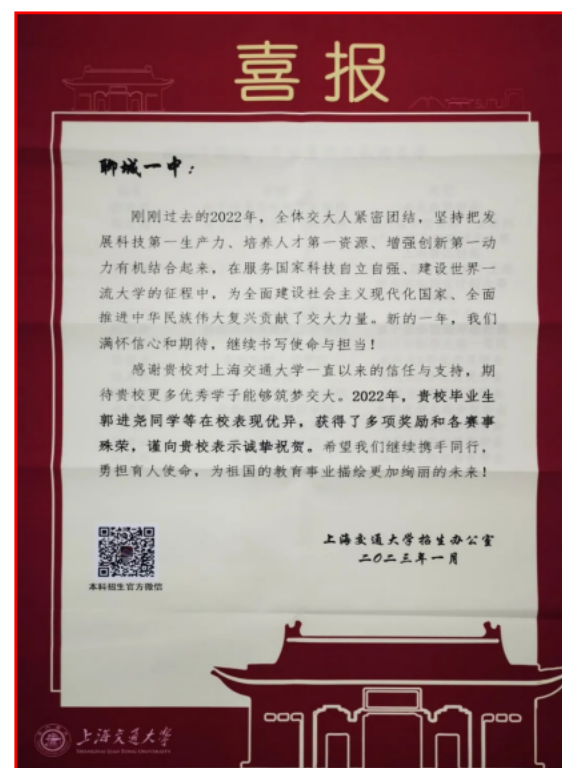 喜报
聊城一中：
刚刚过去的2022年，全体交大人紧密团结，坚持把发
展科技第一生产力、培养人才第一资源、增强创新第一动
力有机结合起来，在服务国家科技自立自强、建设世界一
流大学的征程中，为全面建设社会主义现代化国家、全面
推进中华民族伟大复兴贡献了交大力量。新的一年，我们
满怀信心和期待，继续书写使命与担当！
感谢贵校对上海交通大学一直以来的信任与支持，期
待贵校更多优秀学子能够筑梦交大。2022年，贵校毕业生
郭进尧同学等在校表现优异，获得了多项奖励和各赛事
殊荣，谨向贵校表示诚挚祝贺。希望我们继续携手同行，
勇担育人使命，为祖国的教育事业描绘更加绚丽的未来！
上海交通大学招生办公室
二〇二三年一月
本科招生官方微信
上海交通大学
SHANGHAI JIAO TONG UNIVERSITY